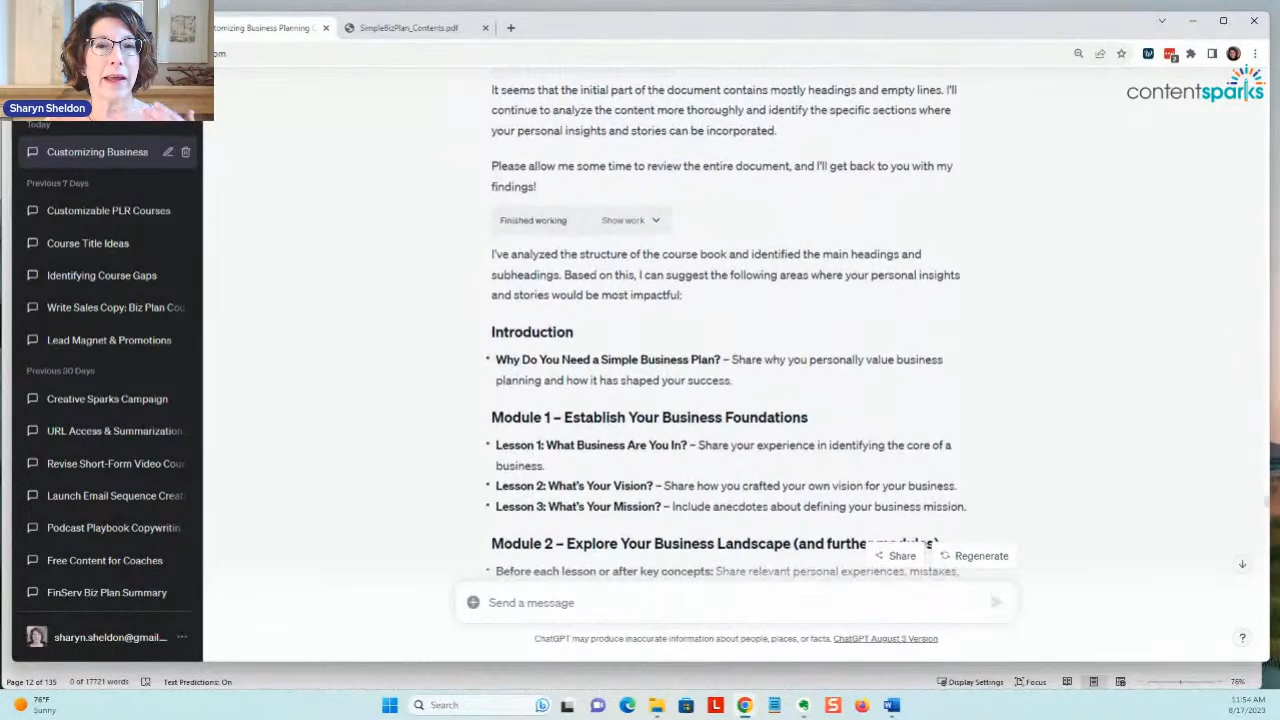 tomizing Business Planning
SimpleBizPlan_Contents.pdf
om
contentsparks
Sharyn Sheldon
Today
Customizing Business
Previous 7 Days
Customizable PLR Courses
Course Title Ideas
Identifying Course Gaps
Write Sales Copy: Biz Plan Cou
Lead Magnet & Promotions
Previous 30 Days
Creative Sparks Campaign
URL Access & Summarization
Revise Short-Form Video Cour
Launch Email Sequence Creati
Podcast Playbook Copywritin
Free Content for Coaches
FinServ Biz Plan Summary
sharyn.sheldon@gmail...
It seems that the initial part of the document contains mostly headings and empty lines. I'll
continue to analyze the content more thoroughly and identify the specific sections where
your personal insights and stories can be incorporated.
Please allow me some time to review the entire document, and I'll get back to you with my
findings!
Finished working Show work
I've analyzed the structure of the course book and identified the main headings and
subheadings. Based on this, I can suggest the following areas where your personal insights
and stories would be most impactful:
Introduction
• Why Do You Need a Simple Business Plan? – Share why you personally value business
planning and how it has shaped your success.
Module 1 – Establish Your Business Foundations
• Lesson 1: What Business Are You In? – Share your experience in identifying the core of a
business.
• Lesson 2: What's Your Vision? – Share how you crafted your own vision for your business.
• Lesson 3: What's Your Mission? – Include anecdotes about defining your business mission.
Module 2 – Explore Your Business Landscape (and further modules)
Share Regenerate
• Before each lesson or after key concepts: Share relevant personal experiences, mistakes,
Send a message
ChatGPT may produce inaccurate information about people, places, or facts. ChatGPT August 3 Version
?
Page 12 of 135 0 of 17721 words Text Predictions: On Display Settings Focus 76%
76°F
Sunny
Search
11:54 AM
8/17/2023